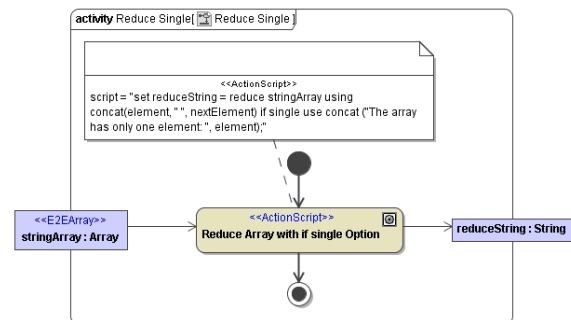 activity Reduce Single[ Reduce Single ]
<<ActionScript>>
script = "set reduceString = reduce stringArray using
concat(element, " ", nextElement) if single use concat ("The array
has only one element: ", element);"
<<E2EArray>>
stringArray : Array
<<ActionScript>>
Reduce Array with if single Option
reduceString : String